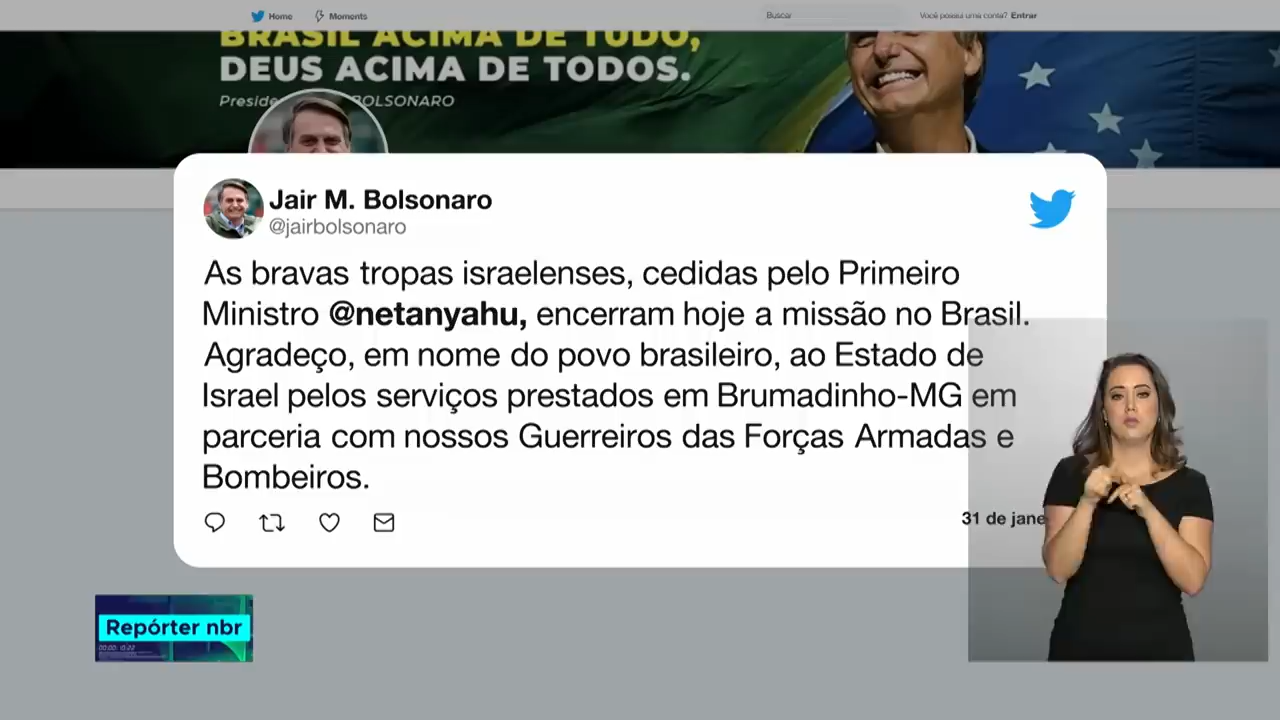 Home
Moments
Buscar
Você possui uma conta? Entrar
BRASIL ACIMA DE TUDO,
DEUS ACIMA DE TODOS.
Preside
BOLSONARO
Jair M. Bolsonaro
@jairbolsonaro
As bravas tropas israelenses, cedidas pelo Primeiro
Ministro @netanyahu, encerram hoje a missão no Brasil.
Agradeço, em nome do povo brasileiro, ao Estado de
Israel pelos serviços prestados em Brumadinho-MG em
parceria com nossos Guerreiros das Forças Armadas e
Bombeiros.
31 de jane
Repórter nbr